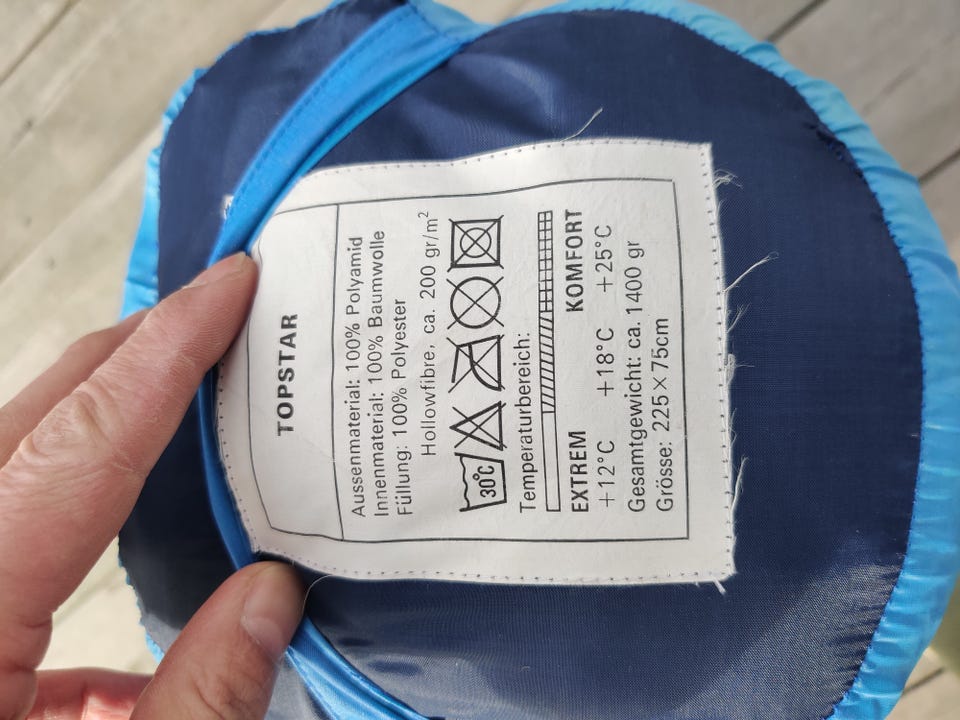 TOPSTAR
Aussenmaterial: 100% Polyamid
Innenmaterial: 100% Baumwolle
Füllung: 100% Polyester
Hollowfibre, ca. 200 gr/m²
30°C
Temperaturbereich:
EXTREM KOMFORT
+12°C +18°C +25°C
Gesamtgewicht: ca. 1400 gr
Grösse: 225×75cm